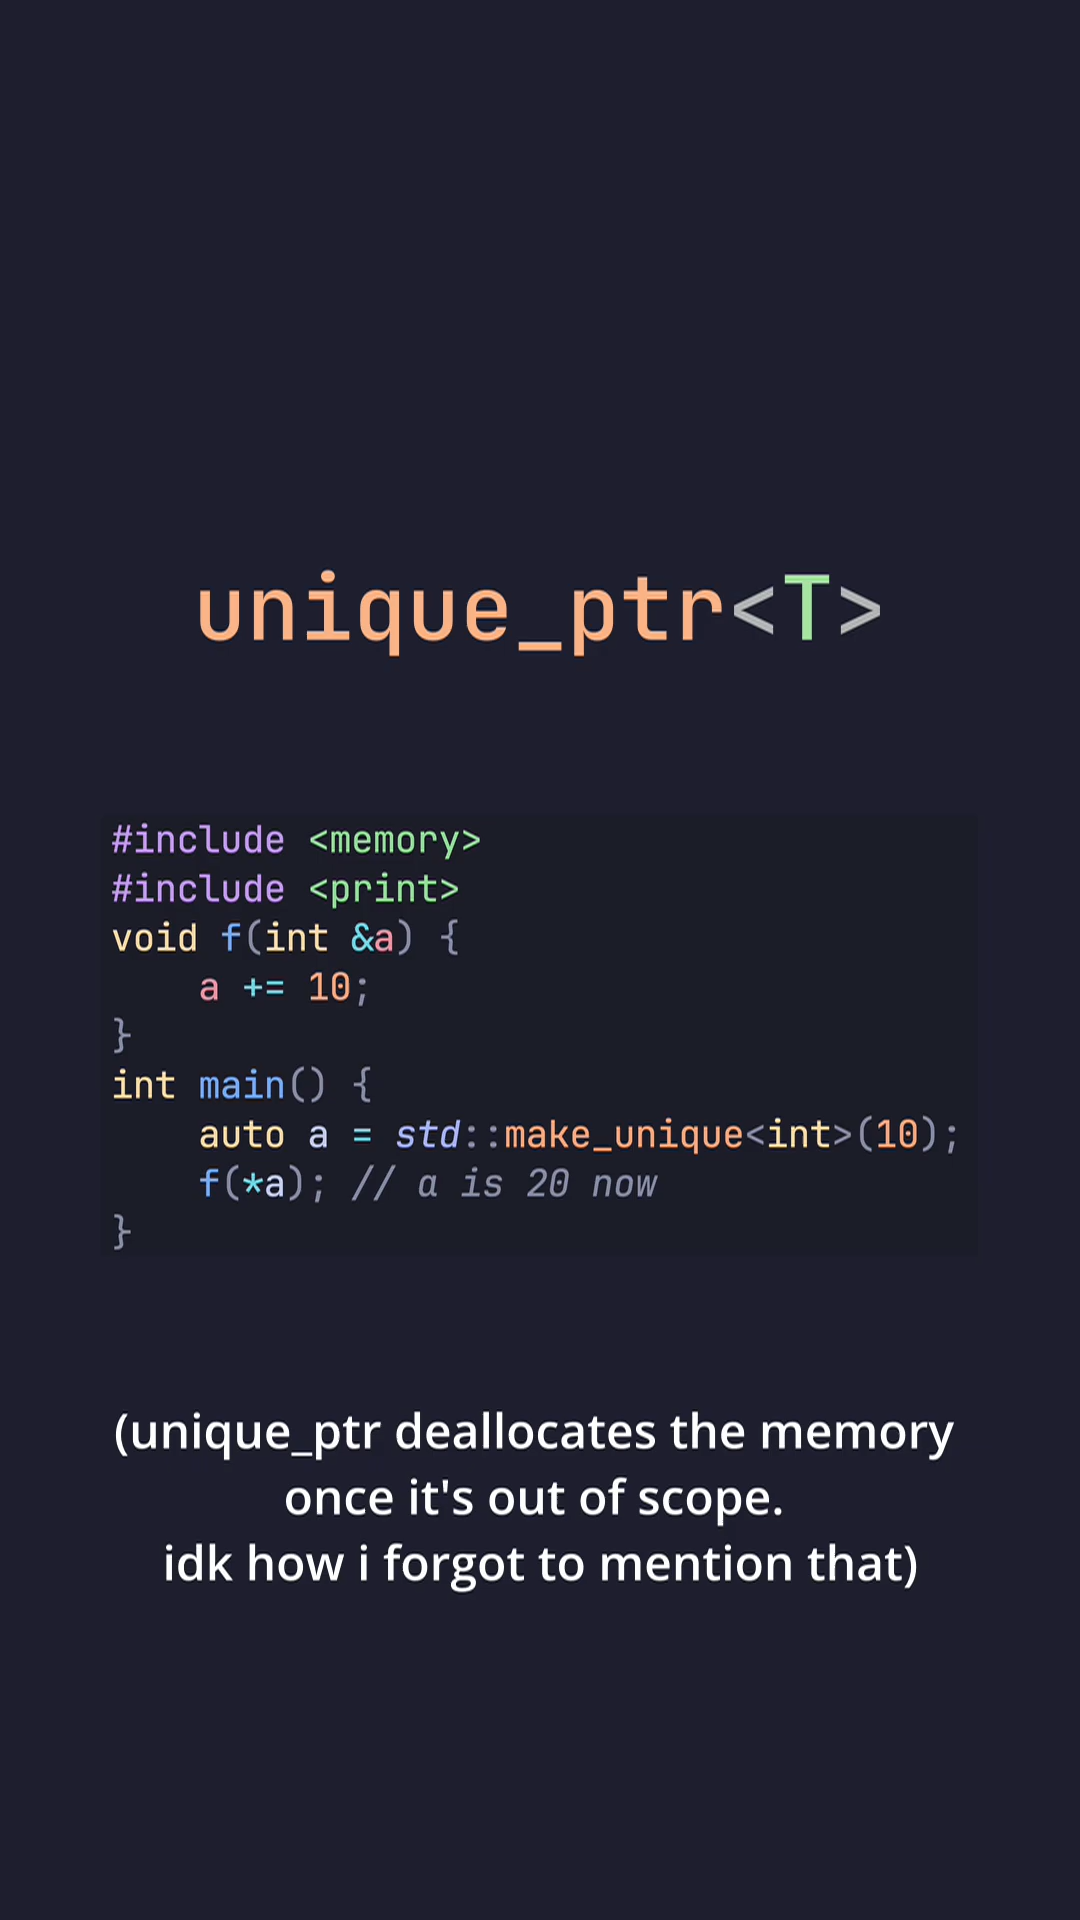 unique_ptr<T>
#include <memory>
#include <print>
void f(int &a) {
    a += 10;
}
int main() {
    auto a = std::make_unique<int>(10);
    f(*a); // a is 20 now
}
(unique_ptr deallocates the memory
once it's out of scope.
idk how i forgot to mention that)